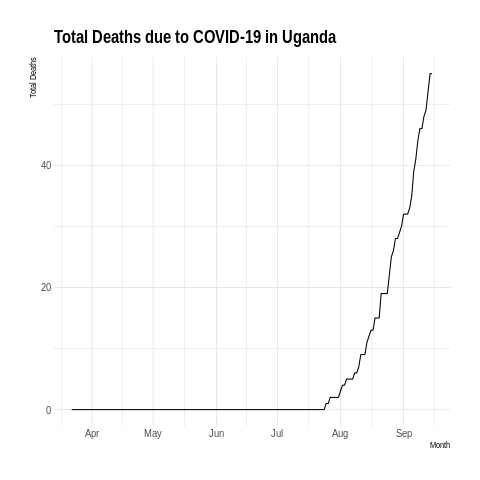 Total Deaths due to COVID-19 in Uganda
Total Deaths
40
20
0
Apr May Jun Jul Aug Sep
Month